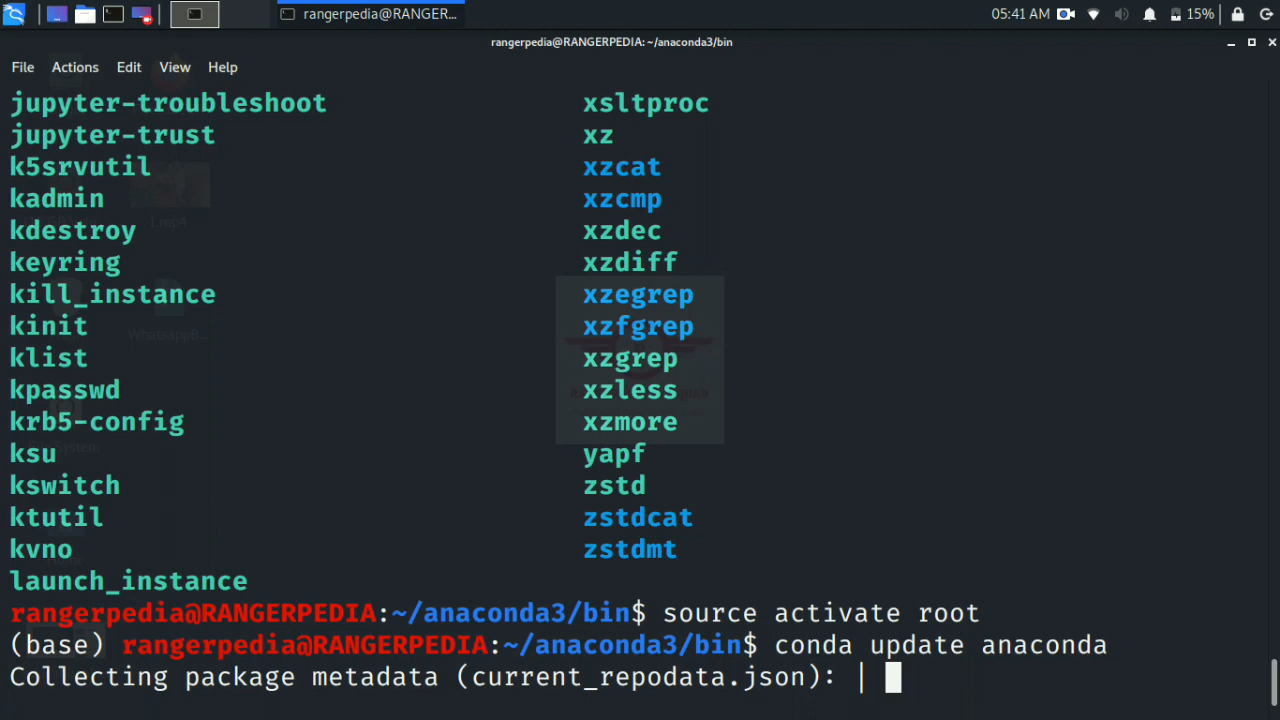 rangerpedia@RANGER... 05:41 AM 15%
rangerpedia@RANGERPEDIA: ~/anaconda3/bin
File Actions Edit View Help
jupyter-troubleshoot xsltproc
jupyter-trust xz
k5srvutil xzcat
kadmin xzcmp
kdestroy xzdec
keyring xzdiff
kill_instance xzegrep
kinit xzfgrep
klist xzgrep
kpasswd xzless
krb5-config xzmore
ksu yapf
kswitch zstd
ktutil zstdcat
kvno zstdmt
launch_instance
rangerpedia@RANGERPEDIA:~/anaconda3/bin$ source activate root
(base) rangerpedia@RANGERPEDIA:~/anaconda3/bin$ conda update anaconda
Collecting package metadata (current_repodata.json): |